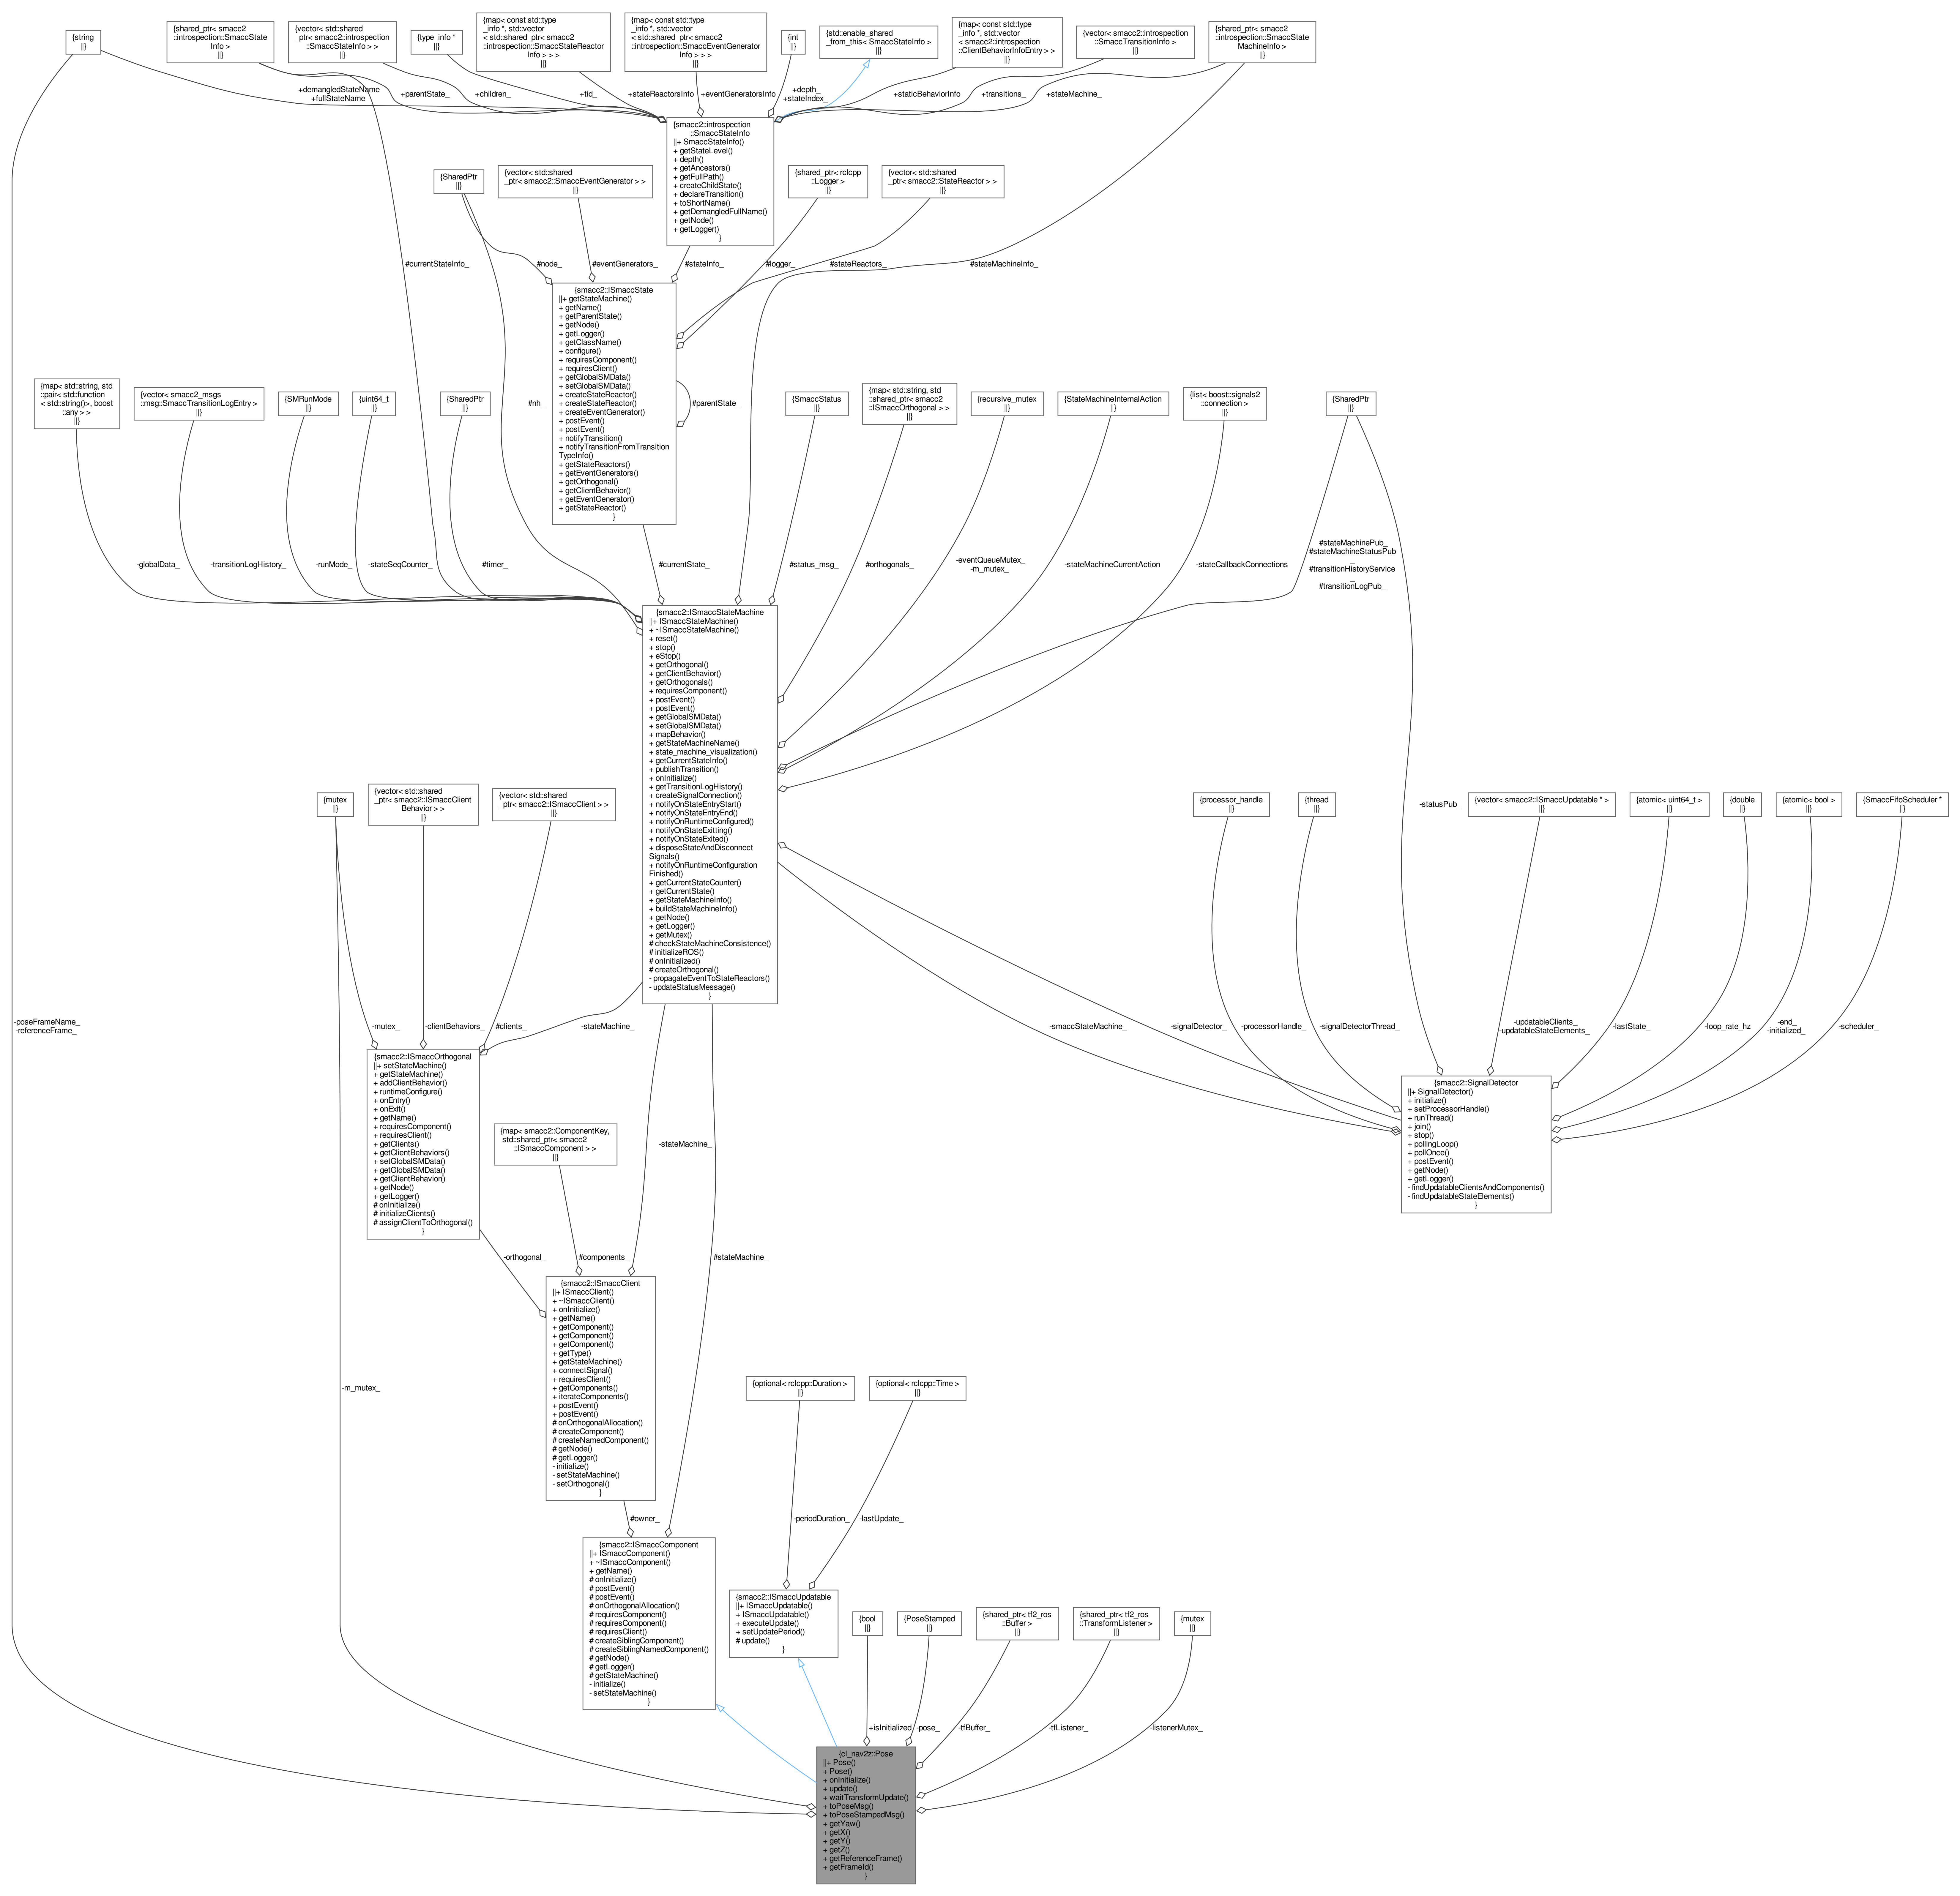 {string
||}
{shared_ptr< smacc2
::introspection::SmaccState
Info >
||}
{vector< std::shared
_ptr< smacc2::introspection
::SmaccStateInfo > >
||}
{type_info *
||}
{map< const std::type
_info *, std::vector
< std::shared_ptr< smacc2
::introspection::SmaccStateReactor
Info > > >
||}
{map< const std::type
_info *, std::vector
< std::shared_ptr< smacc2
::introspection::SmaccEventGenerator
Info > > >
||}
{int
||}
{std::enable_shared
_from_this< SmaccStateInfo >
||}
{map< const std::type
_info *, std::vector
< smacc2::introspection
::ClientBehaviorInfoEntry > >
||}
{vector< smacc2::introspection
::SmaccTransitionInfo >
||}
{shared_ptr< smacc2
::introspection::SmaccState
MachineInfo >
||}
+demangledStateName
+fullStateName
+parentState_
+children_
+tid_
+stateReactorsInfo
+eventGeneratorsInfo
+depth_
+stateIndex_
+staticBehaviorInfo
+transitions_
+stateMachine_
{smacc2::introspection
::SmaccStateInfo
||+ SmaccStateInfo()
+ getStateLevel()
+ depth()
+ getAncestors()
+ getFullPath()
+ createChildState()
+ declareTransition()
+ toShortName()
+ getDemangledFullName()
+ getNode()
+ getLogger()
}
{SharedPtr
||}
{vector< std::shared
_ptr< smacc2::SmaccEventGenerator > >
||}
{shared_ptr< rclcpp
::Logger >
||}
{vector< std::shared
_ptr< smacc2::StateReactor > >
||}
#currentStateInfo_
#node_
#eventGenerators_
#stateInfo_
#logger_
#stateReactors_
#stateMachineInfo_
{smacc2::ISmaccState
||+ getStateMachine()
+ getName()
+ getParentState()
+ getNode()
+ getLogger()
+ getClassName()
+ configure()
+ requiresComponent()
+ requiresClient()
+ getGlobalSMData()
+ setGlobalSMData()
+ createStateReactor()
+ createStateReactor()
+ createEventGenerator()
+ postEvent()
+ postEvent()
+ notifyTransition()
+ notifyTransitionFromTransition
TypeInfo()
+ getStateReactors()
+ getEventGenerators()
+ getOrthogonal()
+ getClientBehavior()
+ getEventGenerator()
+ getStateReactor()
}
#parentState_
#nh_
{map< std::string, std
::pair< std::function
< std::string()>, boost
::any > >
||}
{vector< smacc2_msgs
::msg::SmaccTransitionLogEntry >
||}
{SMRunMode
||}
{uint64_t
||}
{SharedPtr
||}
{SmaccStatus
||}
{map< std::string, std
::shared_ptr< smacc2
::ISmaccOrthogonal > >
||}
{recursive_mutex
||}
{StateMachineInternalAction
||}
{list< boost::signals2
::connection >
||}
{SharedPtr
||}
-globalData_
-transitionLogHistory_
-runMode_
-stateSeqCounter_
#timer_
#currentState_
#status_msg_
#orthogonals_
-eventQueueMutex_
-m_mutex_
-stateMachineCurrentAction
-stateCallbackConnections
#stateMachinePub_
#stateMachineStatusPub
_
#transitionHistoryService
_
#transitionLogPub_
{smacc2::ISmaccStateMachine
||+ ISmaccStateMachine()
+ ~ISmaccStateMachine()
+ reset()
+ stop()
+ eStop()
+ getOrthogonal()
+ getClientBehavior()
+ getOrthogonals()
+ requiresComponent()
+ postEvent()
+ postEvent()
+ getGlobalSMData()
+ setGlobalSMData()
+ mapBehavior()
+ getStateMachineName()
+ state_machine_visualization()
+ getCurrentStateInfo()
+ publishTransition()
+ onInitialize()
+ getTransitionLogHistory()
+ createSignalConnection()
+ notifyOnStateEntryStart()
+ notifyOnStateEntryEnd()
+ notifyOnRuntimeConfigured()
+ notifyOnStateExitting()
+ notifyOnStateExited()
+ disposeStateAndDisconnect
Signals()
+ notifyOnRuntimeConfiguration
Finished()
+ getCurrentStateCounter()
+ getCurrentState()
+ getStateMachineInfo()
+ buildStateMachineInfo()
+ getNode()
+ getLogger()
+ getMutex()
# checkStateMachineConsistence()
# initializeROS()
# onInitialized()
# createOrthogonal()
- propagateEventToStateReactors()
- updateStatusMessage()
}
{mutex
||}
{vector< std::shared
_ptr< smacc2::ISmaccClient
Behavior > >
||}
{vector< std::shared
_ptr< smacc2::ISmaccClient > >
||}
{processor_handle
||}
{thread
||}
-statusPub_
{vector< smacc2::ISmaccUpdatable * >
||}
{atomic< uint64_t >
||}
{double
||}
{atomic< bool >
||}
{SmaccFifoScheduler *
||}
-poseFrameName_
-referenceFrame_
-mutex_
-clientBehaviors_
#clients_
-stateMachine_
-smaccStateMachine_
-signalDetector_
-processorHandle_
-signalDetectorThread_
-updatableClients_
-updatableStateElements_
-lastState_
-loop_rate_hz
-end_
-initialized_
-scheduler_
{smacc2::ISmaccOrthogonal
||+ setStateMachine()
+ getStateMachine()
+ addClientBehavior()
+ runtimeConfigure()
+ onEntry()
+ onExit()
+ getName()
+ requiresComponent()
+ requiresClient()
+ getClients()
+ getClientBehaviors()
+ setGlobalSMData()
+ getGlobalSMData()
+ getClientBehavior()
+ getNode()
+ getLogger()
# onInitialize()
# initializeClients()
# assignClientToOrthogonal()
}
{smacc2::SignalDetector
||+ SignalDetector()
+ initialize()
+ setProcessorHandle()
+ runThread()
+ join()
+ stop()
+ pollingLoop()
+ pollOnce()
+ postEvent()
+ getNode()
+ getLogger()
- findUpdatableClientsAndComponents()
- findUpdatableStateElements()
}
{map< smacc2::ComponentKey,
std::shared_ptr< smacc2
::ISmaccComponent > >
||}
-stateMachine_
-orthogonal_
#components_
#stateMachine_
{smacc2::ISmaccClient
||+ ISmaccClient()
+ ~ISmaccClient()
+ onInitialize()
+ getName()
+ getComponent()
+ getComponent()
+ getComponent()
+ getType()
+ getStateMachine()
+ connectSignal()
+ requiresClient()
+ getComponents()
+ iterateComponents()
+ postEvent()
+ postEvent()
# onOrthogonalAllocation()
# createComponent()
# createNamedComponent()
# getNode()
# getLogger()
- initialize()
- setStateMachine()
- setOrthogonal()
}
-m_mutex_
{optional< rclcpp::Duration >
||}
{optional< rclcpp::Time >
||}
#owner_
-periodDuration_
-lastUpdate_
{smacc2::ISmaccComponent
||+ ISmaccComponent()
+ ~ISmaccComponent()
+ getName()
# onInitialize()
# postEvent()
# postEvent()
# onOrthogonalAllocation()
# requiresComponent()
# requiresComponent()
# requiresClient()
# createSiblingComponent()
# createSiblingNamedComponent()
# getNode()
# getLogger()
# getStateMachine()
- initialize()
- setStateMachine()
}
{smacc2::ISmaccUpdatable
||+ ISmaccUpdatable()
+ ISmaccUpdatable()
+ executeUpdate()
+ setUpdatePeriod()
# update()
}
{bool
||}
{PoseStamped
||}
{shared_ptr< tf2_ros
::Buffer >
||}
{shared_ptr< tf2_ros
::TransformListener >
||}
{mutex
||}
+isInitialized
-pose_
-tfBuffer_
-tfListener_
-listenerMutex_
{cl_nav2z::Pose
||+ Pose()
+ Pose()
+ onInitialize()
+ update()
+ waitTransformUpdate()
+ toPoseMsg()
+ toPoseStampedMsg()
+ getYaw()
+ getX()
+ getY()
+ getZ()
+ getReferenceFrame()
+ getFrameId()
}